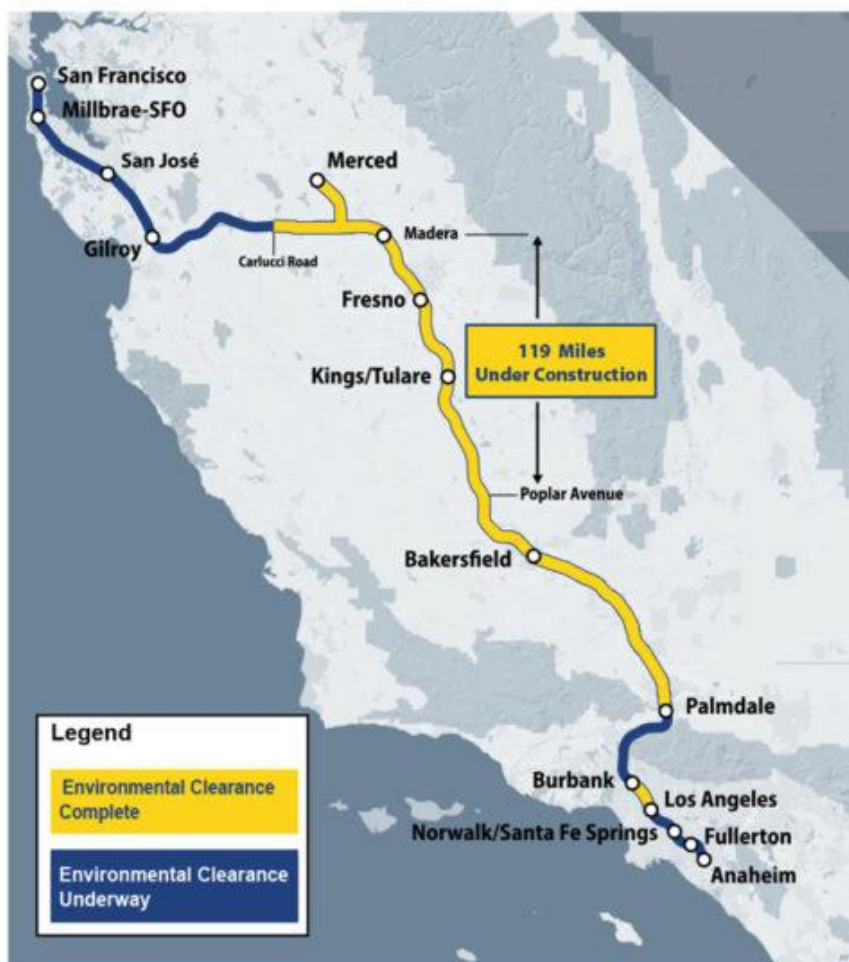 San Francisco
Millbrae-SFO
San José
Merced
Gilroy
Carlucci Road
Madera
Fresno
119 Miles
Under Construction
Kings/Tulare
Poplar Avenue
Bakersfield
Palmdale
Legend
Environmental Clearance
Complete
Environmental Clearance
Underway
Burbank
Los Angeles
Norwalk/Santa Fe Springs
Fullerton
Anaheim